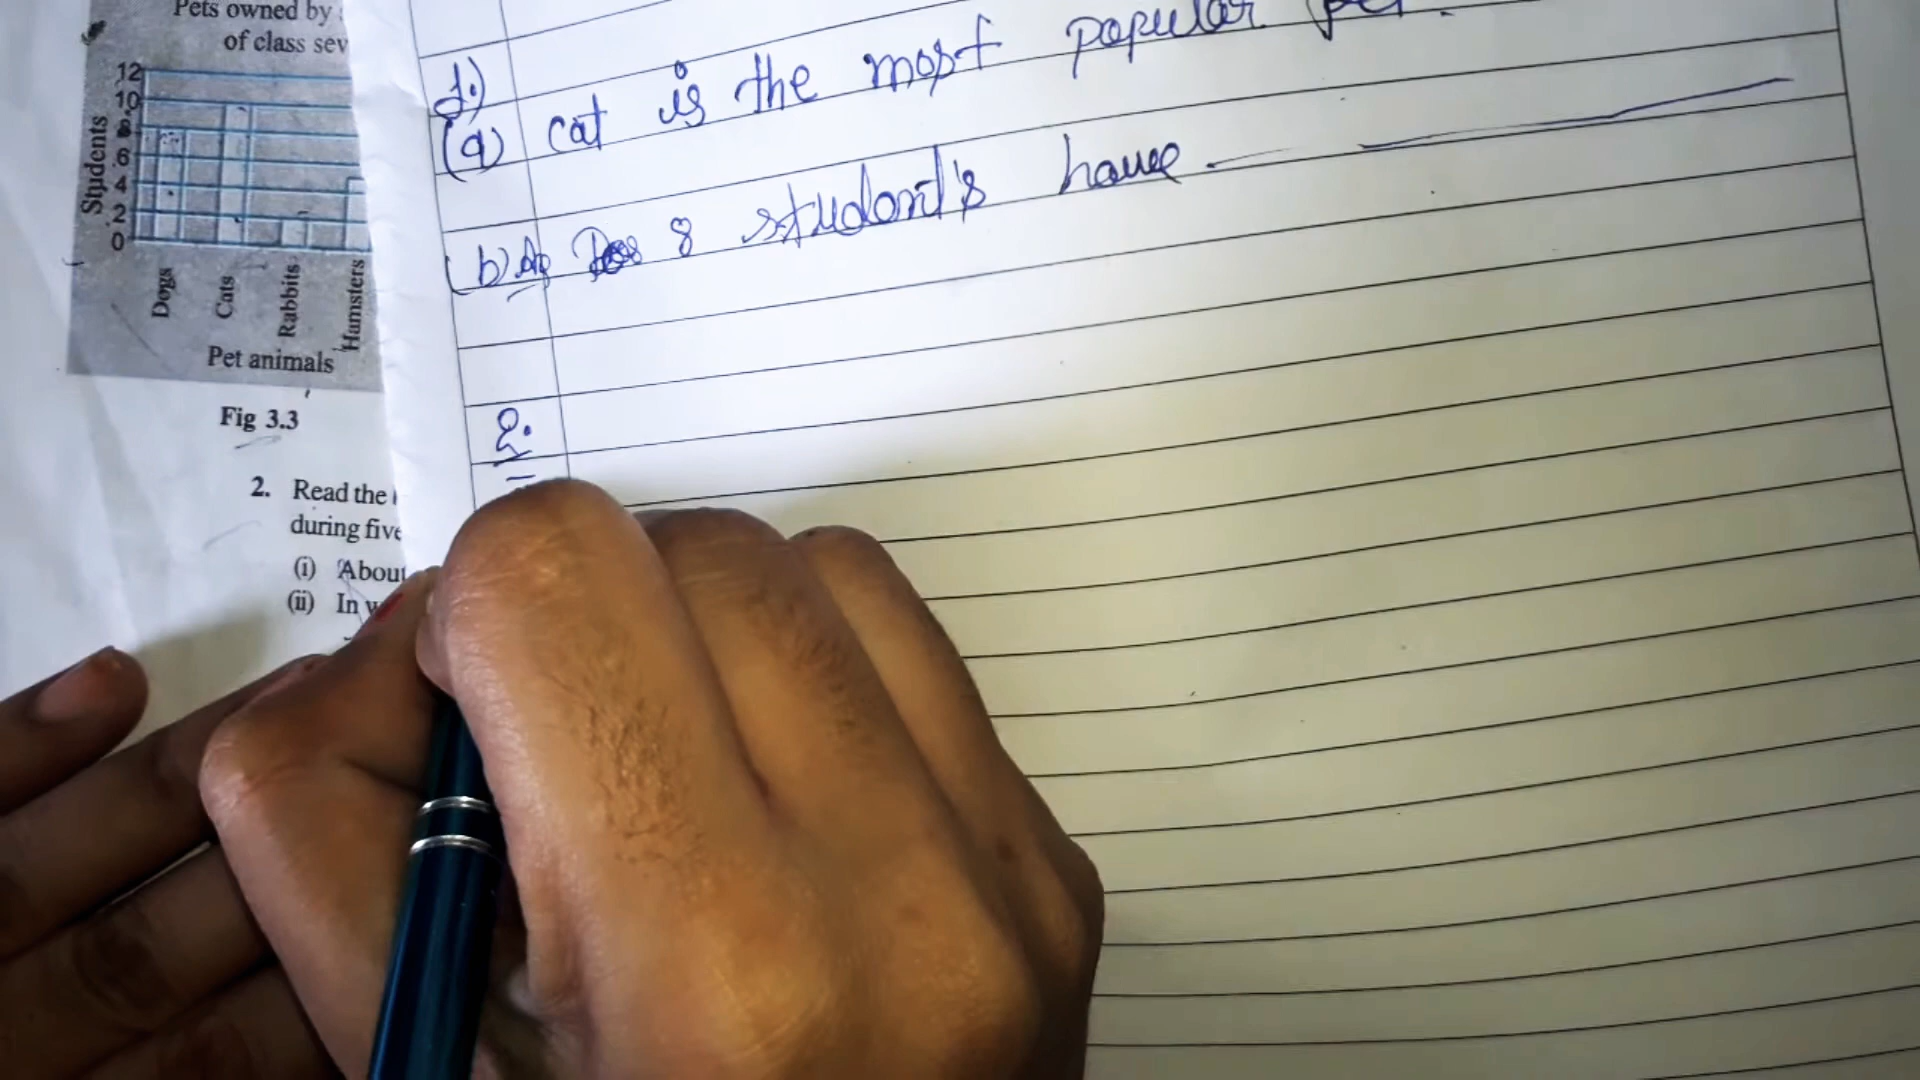 Pets owned by
of class sev
12
10
8
6
4
2
0
Students
Dogs
Cats
Rabbits
Hamsters
Pet animals
Fig 3.3
2. Read the
during five
(i) About
(ii) In w
1.)
(a) cat is the most popular pet.
(b) 8 student's have
2.